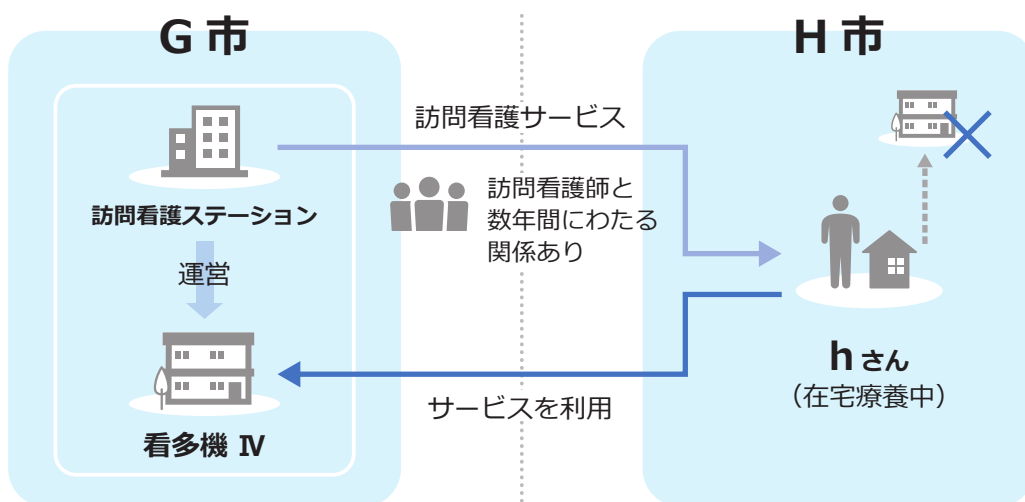 G 市
H 市
訪問看護サービス
訪問看護師と
数年間にわたる
関係あり
訪問看護ステーション
運営
看多機 Ⅳ
サービスを利用
h さん
（在宅療養中）